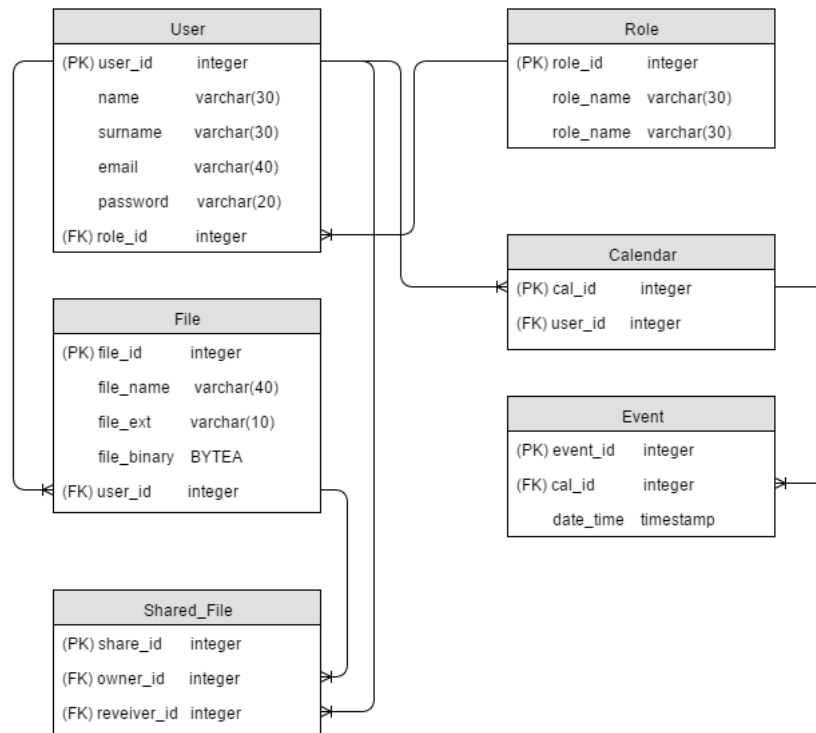 User
(PK) user_id integer
name varchar(30)
surname varchar(30)
email varchar(40)
password varchar(20)
(FK) role_id integer
Role
(PK) role_id integer
role_name varchar(30)
role_name varchar(30)
Calendar
(PK) cal_id integer
(FK) user_id integer
File
(PK) file_id integer
file_name varchar(40)
file_ext varchar(10)
file_binary BYTEA
(FK) user_id integer
Event
(PK) event_id integer
(FK) cal_id integer
date_time timestamp
Shared_File
(PK) share_id integer
(FK) owner_id integer
(FK) reveiver_id integer